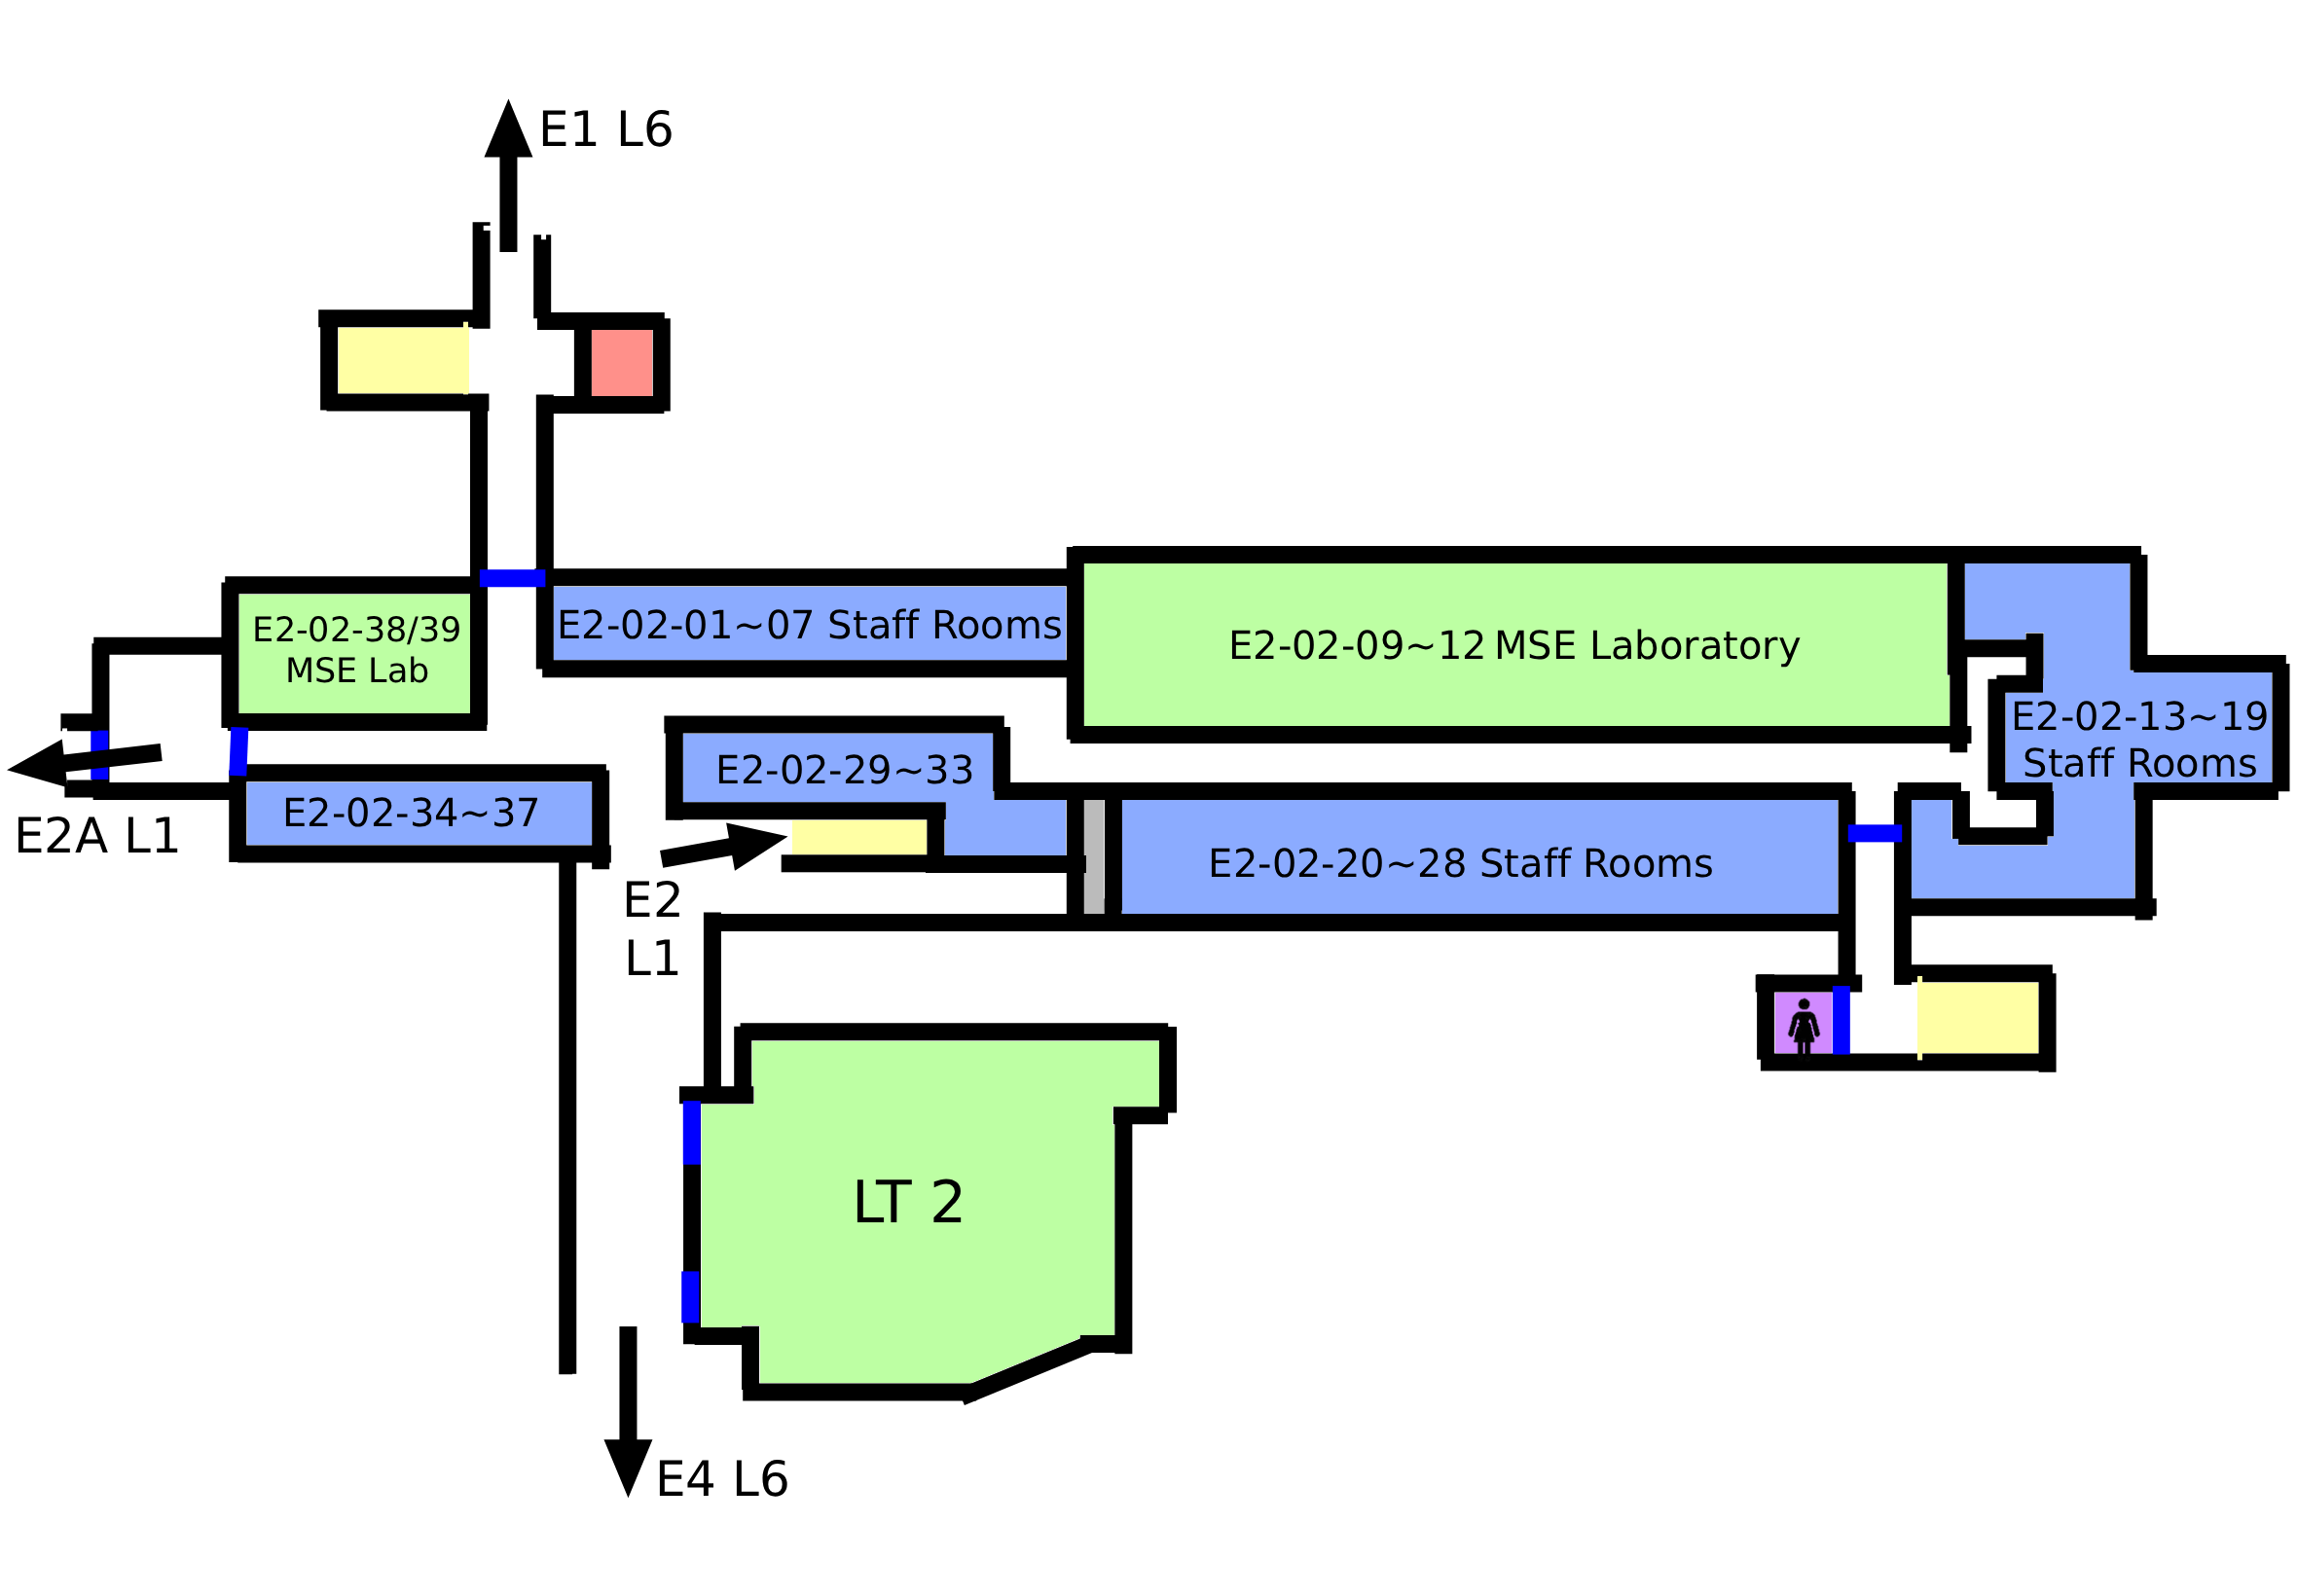 E1 L6
E2-02-01~07 Staff Rooms
E2-02-38/39
MSE Lab
E2-02-09~12 MSE Laboratory
E2-02-13~19
Staff Rooms
E2-02-29~33
E2-02-34~37
E2A L1
E2-02-20~28 Staff Rooms
E2
L1
LT 2
E4 L6